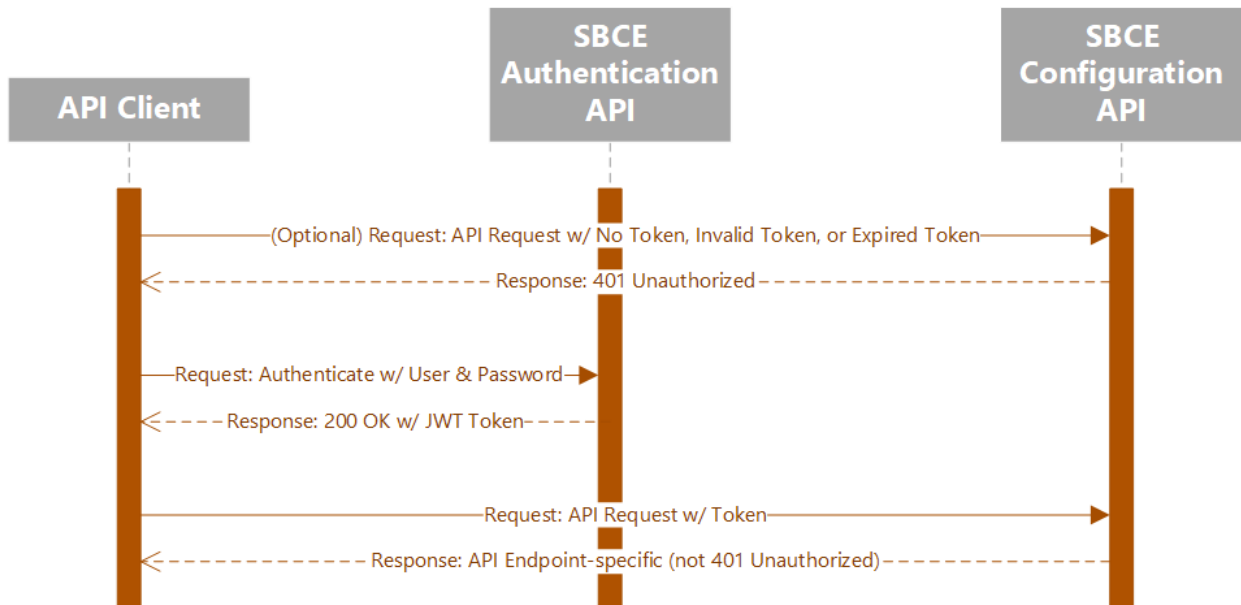 API Client
SBCE
Authentication
API
SBCE
Configuration
API
(Optional) Request: API Request w/ No Token, Invalid Token, or Expired Token
Response: 401 Unauthorized
Request: Authenticate w/ User & Password
Response: 200 OK w/ JWT Token
Request: API Request w/ Token
Response: API Endpoint-specific (not 401 Unauthorized)